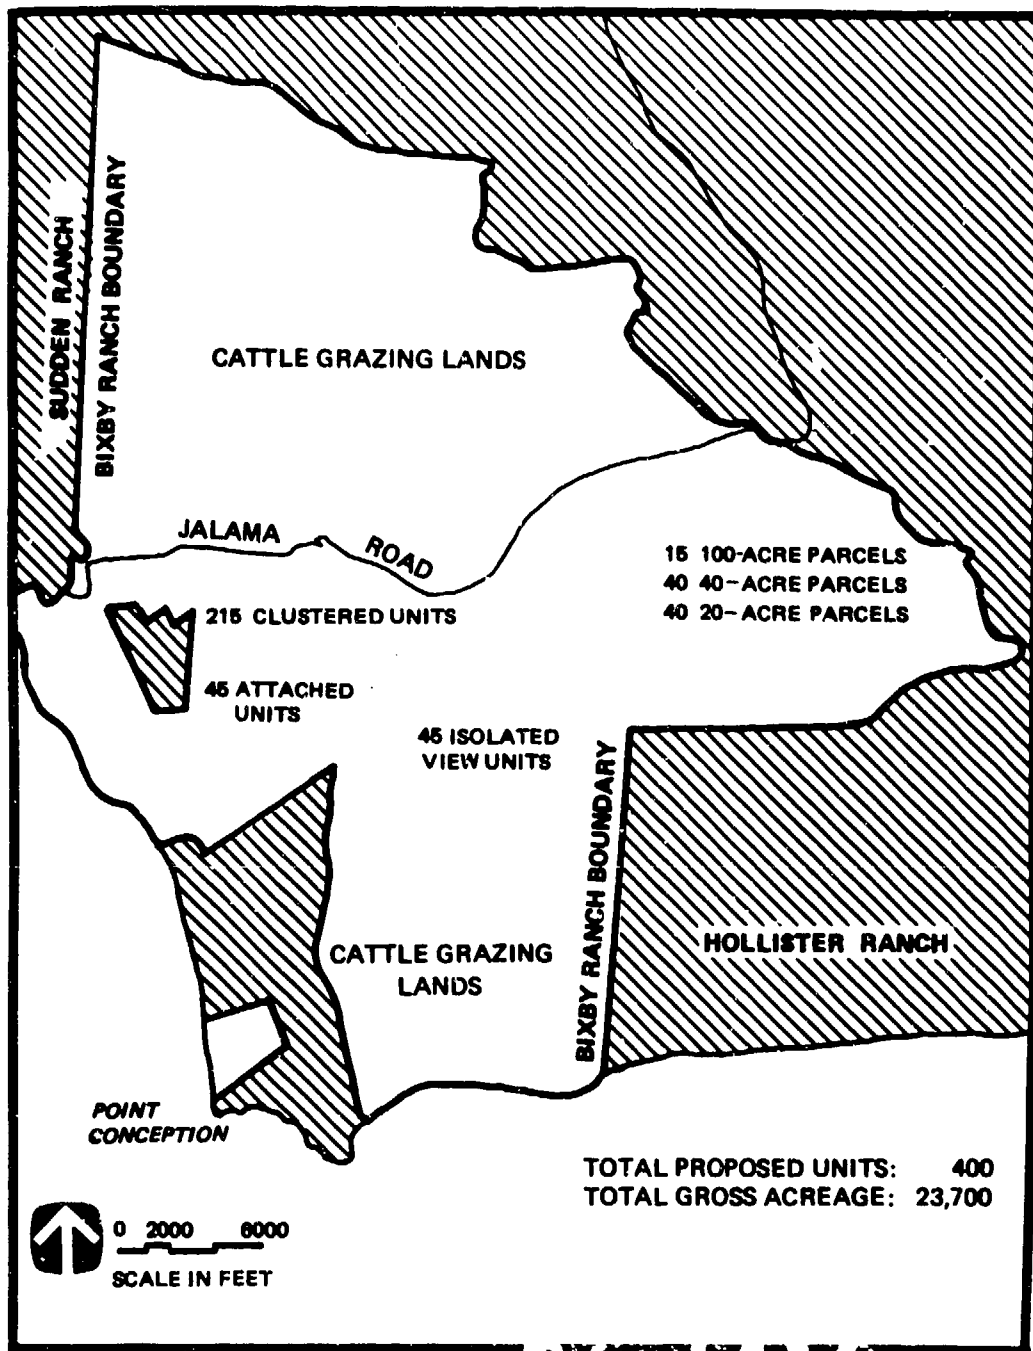 SUDDEN RANCH
BIXBY RANCH BOUNDARY
CATTLE GRAZING LANDS
JALAMA ROAD
15 100-ACRE PARCELS
40 40-ACRE PARCELS
40 20-ACRE PARCELS
215 CLUSTERED UNITS
45 ATTACHED
UNITS
45 ISOLATED
VIEW UNITS
BIXBY RANCH BOUNDARY
HOLLISTER RANCH
CATTLE GRAZING
LANDS
POINT
CONCEPTION
TOTAL PROPOSED UNITS: 400
TOTAL GROSS ACREAGE: 23,700
0 2000 6000
SCALE IN FEET